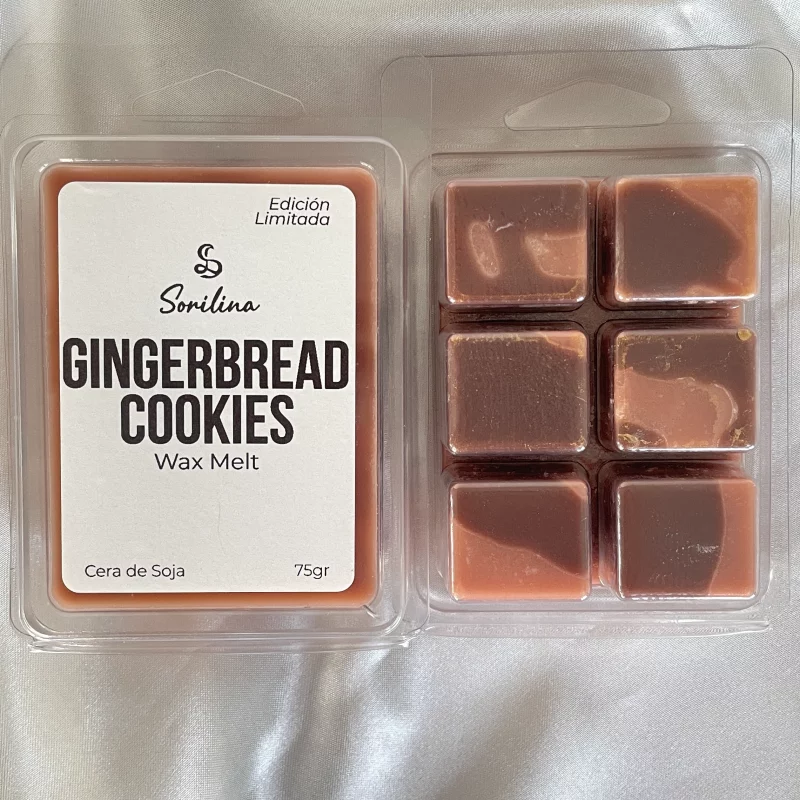 Edición
Limitada
Sorilina
GINGERBREAD
COOKIES
Wax Melt
Cera de Soja 75gr